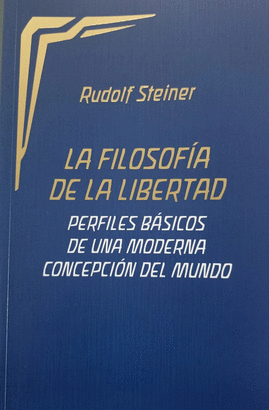 Rudolf Steiner
LA FILOSOFÍA
DE LA LIBERTAD
PERFILES BÁSICOS
DE UNA MODERNA
CONCEPCIÓN DEL MUNDO